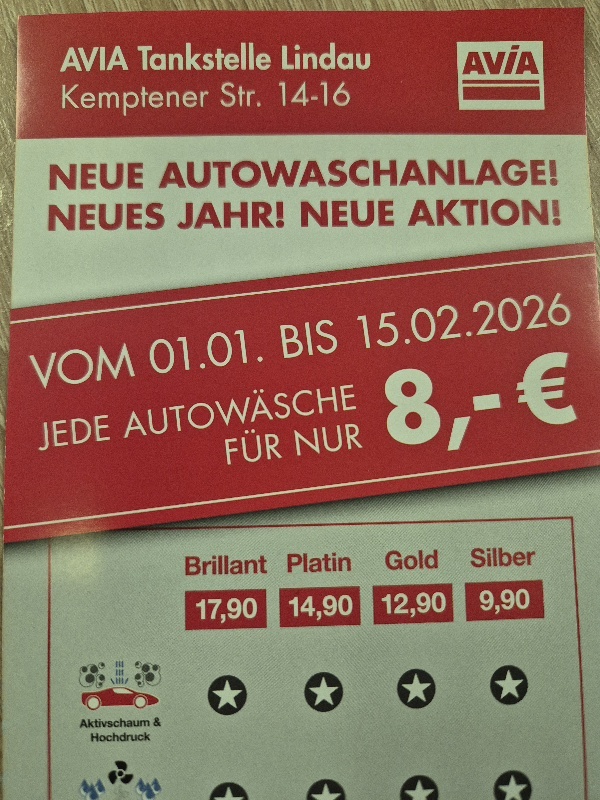 AVIA Tankstelle Lindau
Kemptener Str. 14-16
AVIA
NEUE AUTOWASCHANLAGE!
NEUES JAHR! NEUE AKTION!
VOM 01.01. BIS 15.02.2026
JEDE AUTOWÄSCHE
FÜR NUR
8,-€
Brillant Platin Gold Silber
17,90 14,90 12,90 9,90
Aktivschaum &
Hochdruck